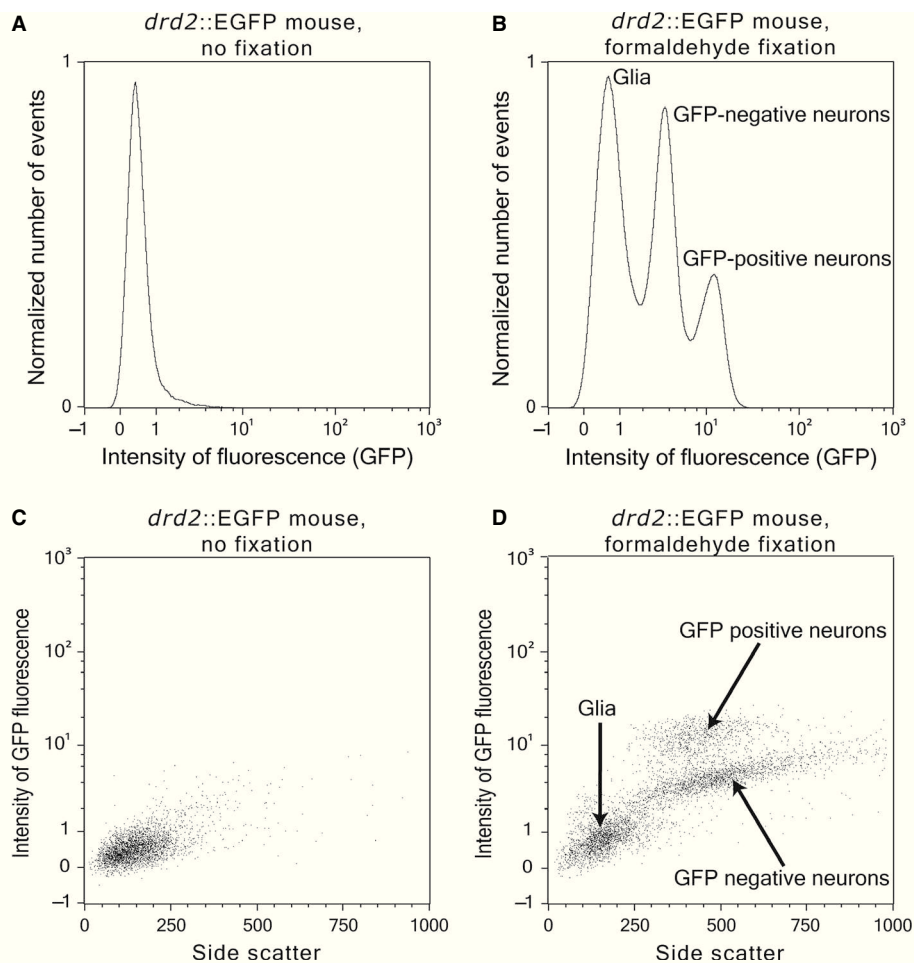 A
drd2::EGFP mouse,
no fixation
Normalized number of events
1
0
–1 0 1 10¹ 10² 10³
Intensity of fluorescence (GFP)
B
drd2::EGFP mouse,
formaldehyde fixation
Normalized number of events
1
Glia
GFP-negative neurons
GFP-positive neurons
0
–1 0 1 10¹ 10² 10³
Intensity of fluorescence (GFP)
C
drd2::EGFP mouse,
no fixation
Intensity of GFP fluorescence
10³
10²
10¹
1
0
–1
0 250 500 750 1000
Side scatter
D
drd2::EGFP mouse,
formaldehyde fixation
Intensity of GFP fluorescence
10³
10²
10¹
1
0
–1
GFP positive neurons
Glia
GFP negative neurons
0 250 500 750 1000
Side scatter